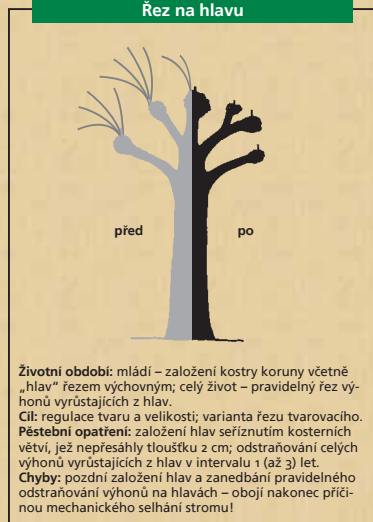 Řez na hlavu
před
po
Životní období: mládí – založení kostry koruny včetně
„hlav“ řezem výchovným; celý život – pravidelný řez vý-
honů vyrůstajících z hlav.
Cíl: regulace tvaru a velikosti; varianta řezu tvarovacího.
Pěstební opatření: založení hlav seříznutím kosterních
větví, jež nepřesáhly tloušťku 2 cm; odstraňování celých
výhonů vyrůstajících z hlav v intervalu 1 (až 3) let.
Chyby: pozdní založení hlav a zanedbání pravidelného
odstraňování výhonů na hlavách – obojí nakonec příči-
nou mechanického selhání stromu!